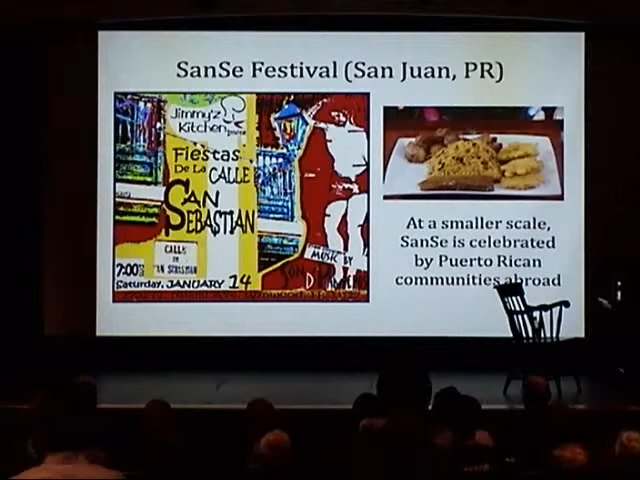 SanSe Festival (San Juan, PR)
Jimmy'z
Kitchen
Fiestas
De La CALLE
SAN
SEBASTIAN
CALLE
SAN SEBASTIAN
7:00
Saturday, JANUARY 14
MUSIC BY
At a smaller scale,
SanSe is celebrated
by Puerto Rican
communities abroad